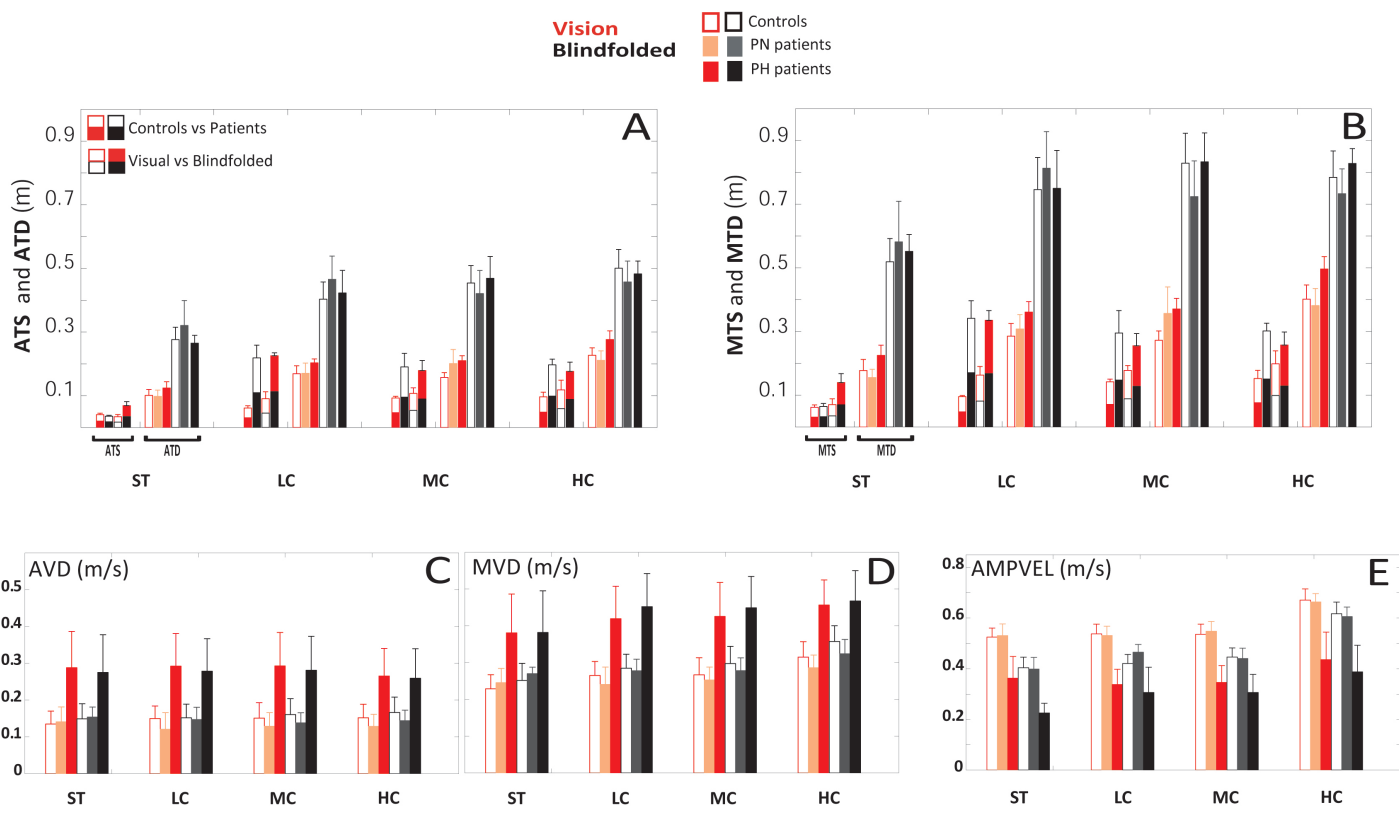 Vision
Blindfolded
Controls
PN patients
PH patients
A
Controls vs Patients
Visual vs Blindfolded
ATS and ATD (m)
0.9
0.7
0.5
0.3
0.1
ATS
ATD
ST
LC
MC
HC
B
MTS and MTD (m)
0.9
0.7
0.5
0.3
0.1
MTS
MTD
ST
LC
MC
HC
AVD (m/s)
C
0.5
0.4
0.3
0.2
0.1
0
ST
LC
MC
HC
MVD (m/s)
D
ST
LC
MC
HC
AMPVEL (m/s)
E
0.8
0.6
0.4
0.2
0
ST
LC
MC
HC